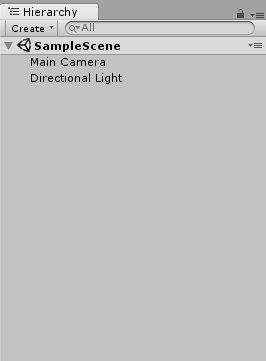 Hierarchy
Create All
SampleScene
Main Camera
Directional Light